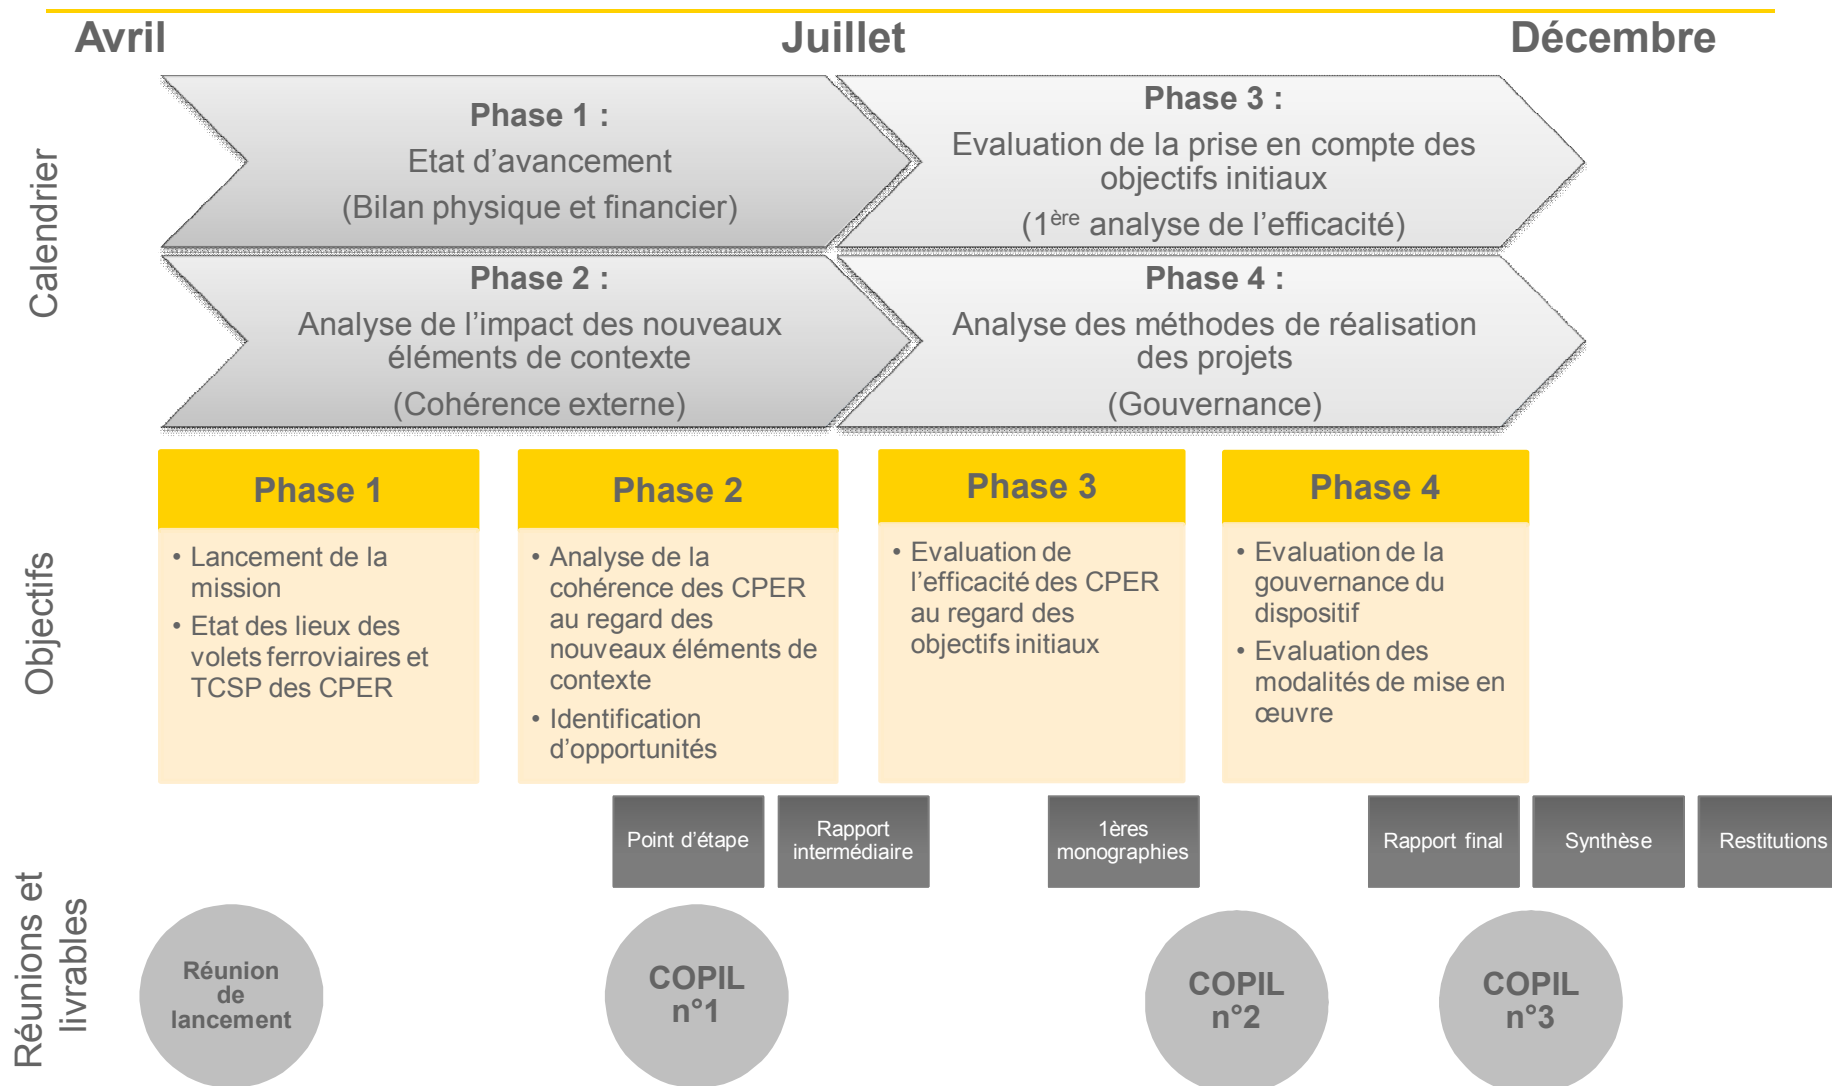 Avril
Juillet
Décembre
Calendrier
Phase 1 :
Etat d’avancement
(Bilan physique et financier)
Phase 3 :
Evaluation de la prise en compte des
objectifs initiaux
(1ère analyse de l’efficacité)
Phase 2 :
Analyse de l’impact des nouveaux
éléments de contexte
(Cohérence externe)
Phase 4 :
Analyse des méthodes de réalisation
des projets
(Gouvernance)
Objectifs
Phase 1
• Lancement de la
mission
• Etat des lieux des
volets ferroviaires et
TCSP des CPER
Phase 2
• Analyse de la
cohérence des CPER
au regard des
nouveaux éléments de
contexte
• Identification
d’opportunités
Phase 3
• Evaluation de
l’efficacité des CPER
au regard des
objectifs initiaux
Phase 4
• Evaluation de la
gouvernance du
dispositif
• Evaluation des
modalités de mise en
œuvre
Réunions et
livrables
Point d’étape
Rapport
intermédiaire
1ères
monographies
Rapport final
Synthèse
Restitutions
Réunion
de
lancement
COPIL
n°1
COPIL
n°2
COPIL
n°3